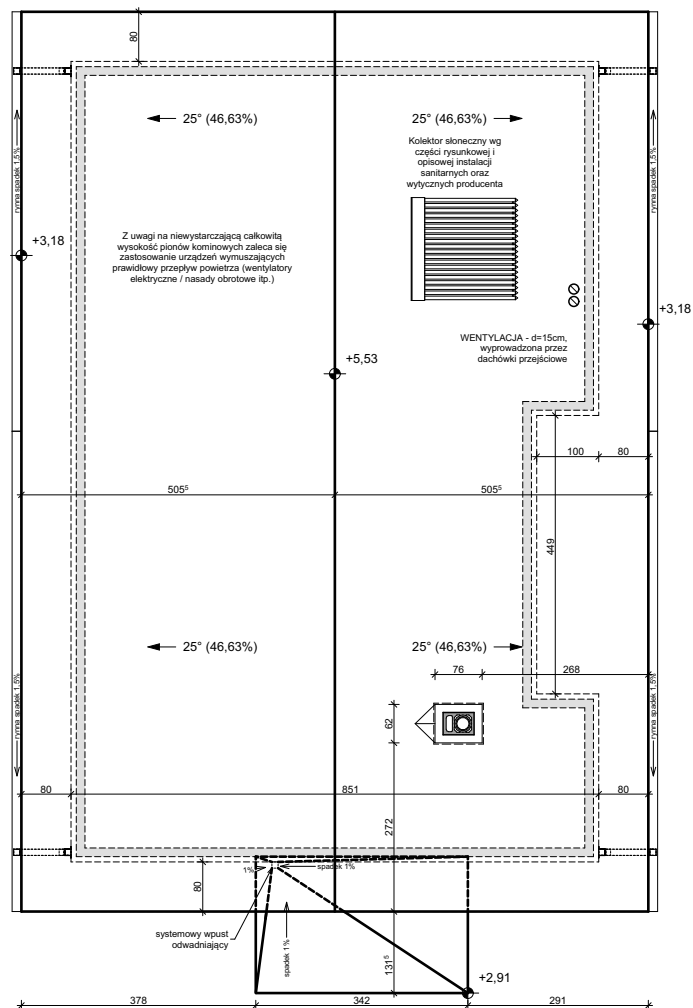 80
25° (46,63%)
25° (46,63%)
Kolektor słoneczny wg
części rysunkowej i
opisowej instalacji
sanitarnych oraz
wytycznych producenta
rynna spadek 1,5%
rynna spadek 1,5%
Z uwagi na niewystarczającą całkowitą
wysokość pionów kominowych zaleca się
zastosowanie urządzeń wymuszających
prawidłowy przepływ powietrza (wentylatory
elektryczne / nasady obrotowe itp.)
+3,18
+3,18
WENTYLACJA - d=15cm,
wyprowadzona przez
dachówki przejściowe
+5,53
100
80
505⁵
505⁵
449
25° (46,63%)
25° (46,63%)
76
268
rynna spadek 1,5%
rynna spadek 1,5%
62
80
851
80
272
1%
spadek 1%
80
systemowy wpust
odwadniający
spadek 1%
131⁵
+2,91
378
342
291